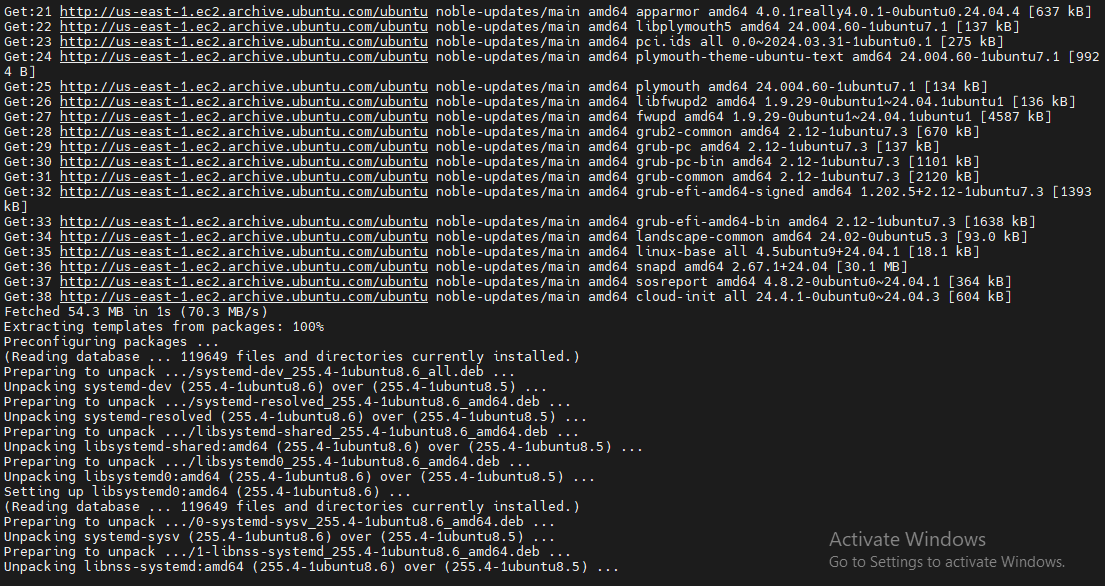 Get:21 http://us-east-1.ec2.archive.ubuntu.com/ubuntu noble-updates/main amd64 apparmor amd64 4.0.1really4.0.1-0ubuntu0.24.04.4 [637 kB]
Get:22 http://us-east-1.ec2.archive.ubuntu.com/ubuntu noble-updates/main amd64 libplymouth5 amd64 24.004.60-1ubuntu7.1 [137 kB]
Get:23 http://us-east-1.ec2.archive.ubuntu.com/ubuntu noble-updates/main amd64 pci.ids all 0.0~2024.03.31-1ubuntu0.1 [275 kB]
Get:24 http://us-east-1.ec2.archive.ubuntu.com/ubuntu noble-updates/main amd64 plymouth-theme-ubuntu-text amd64 24.004.60-1ubuntu7.1 [992
4 B]
Get:25 http://us-east-1.ec2.archive.ubuntu.com/ubuntu noble-updates/main amd64 plymouth amd64 24.004.60-1ubuntu7.1 [134 kB]
Get:26 http://us-east-1.ec2.archive.ubuntu.com/ubuntu noble-updates/main amd64 libfwupd2 amd64 1.9.29-0ubuntu1~24.04.1ubuntu1 [136 kB]
Get:27 http://us-east-1.ec2.archive.ubuntu.com/ubuntu noble-updates/main amd64 fwupd amd64 1.9.29-0ubuntu1~24.04.1ubuntu1 [4587 kB]
Get:28 http://us-east-1.ec2.archive.ubuntu.com/ubuntu noble-updates/main amd64 grub2-common amd64 2.12-1ubuntu7.3 [670 kB]
Get:29 http://us-east-1.ec2.archive.ubuntu.com/ubuntu noble-updates/main amd64 grub-pc amd64 2.12-1ubuntu7.3 [137 kB]
Get:30 http://us-east-1.ec2.archive.ubuntu.com/ubuntu noble-updates/main amd64 grub-pc-bin amd64 2.12-1ubuntu7.3 [1101 kB]
Get:31 http://us-east-1.ec2.archive.ubuntu.com/ubuntu noble-updates/main amd64 grub-common amd64 2.12-1ubuntu7.3 [2120 kB]
Get:32 http://us-east-1.ec2.archive.ubuntu.com/ubuntu noble-updates/main amd64 grub-efi-amd64-signed amd64 1.202.5+2.12-1ubuntu7.3 [1393
kB]
Get:33 http://us-east-1.ec2.archive.ubuntu.com/ubuntu noble-updates/main amd64 grub-efi-amd64-bin amd64 2.12-1ubuntu7.3 [1638 kB]
Get:34 http://us-east-1.ec2.archive.ubuntu.com/ubuntu noble-updates/main amd64 landscape-common amd64 24.02-0ubuntu5.3 [93.0 kB]
Get:35 http://us-east-1.ec2.archive.ubuntu.com/ubuntu noble-updates/main amd64 linux-base all 4.5ubuntu9+24.04.1 [18.1 kB]
Get:36 http://us-east-1.ec2.archive.ubuntu.com/ubuntu noble-updates/main amd64 snapd amd64 2.67.1+24.04 [30.1 MB]
Get:37 http://us-east-1.ec2.archive.ubuntu.com/ubuntu noble-updates/main amd64 sosreport amd64 4.8.2-0ubuntu0~24.04.1 [364 kB]
Get:38 http://us-east-1.ec2.archive.ubuntu.com/ubuntu noble-updates/main amd64 cloud-init all 24.4.1-0ubuntu0~24.04.3 [604 kB]
Fetched 54.3 MB in 1s (70.3 MB/s)
Extracting templates from packages: 100%
Preconfiguring packages ...
(Reading database ... 119649 files and directories currently installed.)
Preparing to unpack .../systemd-dev_255.4-1ubuntu8.6_all.deb ...
Unpacking systemd-dev (255.4-1ubuntu8.6) over (255.4-1ubuntu8.5) ...
Preparing to unpack .../systemd-resolved_255.4-1ubuntu8.6_amd64.deb ...
Unpacking systemd-resolved (255.4-1ubuntu8.6) over (255.4-1ubuntu8.5) ...
Preparing to unpack .../libsystemd-shared_255.4-1ubuntu8.6_amd64.deb ...
Unpacking libsystemd-shared:amd64 (255.4-1ubuntu8.6) over (255.4-1ubuntu8.5) ...
Preparing to unpack .../libsystemd0_255.4-1ubuntu8.6_amd64.deb ...
Unpacking libsystemd0:amd64 (255.4-1ubuntu8.6) over (255.4-1ubuntu8.5) ...
Setting up libsystemd0:amd64 (255.4-1ubuntu8.6) ...
(Reading database ... 119649 files and directories currently installed.)
Preparing to unpack .../0-systemd-sysv_255.4-1ubuntu8.6_amd64.deb ...
Unpacking systemd-sysv (255.4-1ubuntu8.6) over (255.4-1ubuntu8.5) ...
Preparing to unpack .../1-libnss-systemd_255.4-1ubuntu8.6_amd64.deb ...
Unpacking libnss-systemd:amd64 (255.4-1ubuntu8.6) over (255.4-1ubuntu8.5) ...
Activate Windows
Go to Settings to activate Windows.